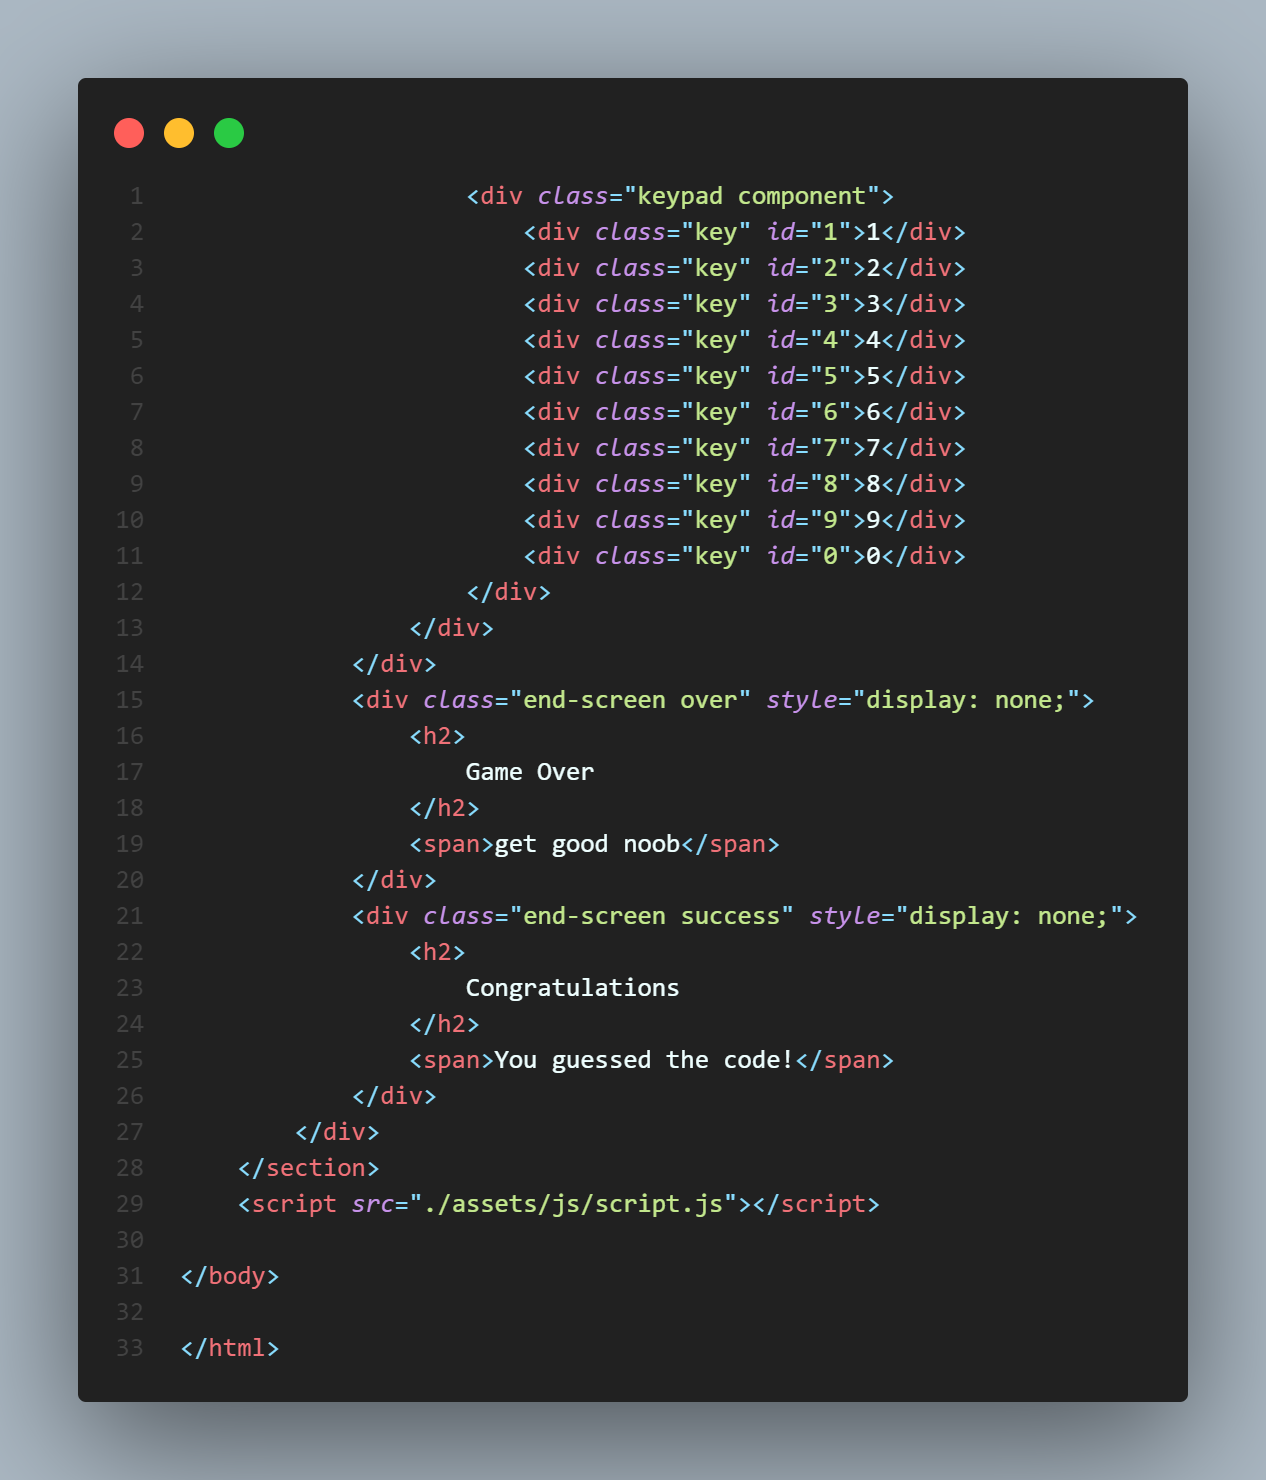 1                        <div class="keypad component">
2                            <div class="key" id="1">1</div>
3                            <div class="key" id="2">2</div>
4                            <div class="key" id="3">3</div>
5                            <div class="key" id="4">4</div>
6                            <div class="key" id="5">5</div>
7                            <div class="key" id="6">6</div>
8                            <div class="key" id="7">7</div>
9                            <div class="key" id="8">8</div>
10                            <div class="key" id="9">9</div>
11                            <div class="key" id="0">0</div>
12                        </div>
13                    </div>
14                </div>
15                <div class="end-screen over" style="display: none;">
16                    <h2>
17                        Game Over
18                    </h2>
19                    <span>get good noob</span>
20                </div>
21                <div class="end-screen success" style="display: none;">
22                    <h2>
23                        Congratulations
24                    </h2>
25                    <span>You guessed the code!</span>
26                </div>
27            </div>
28        </section>
29        <script src="./assets/js/script.js"></script>
30
31    </body>
32
33    </html>